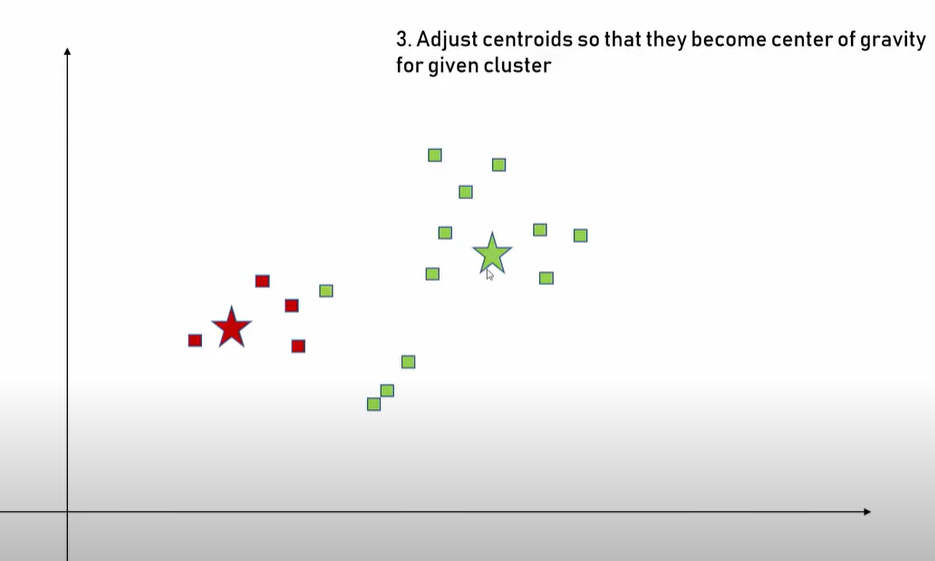 3. Adjust centroids so that they become center of gravity
for given cluster